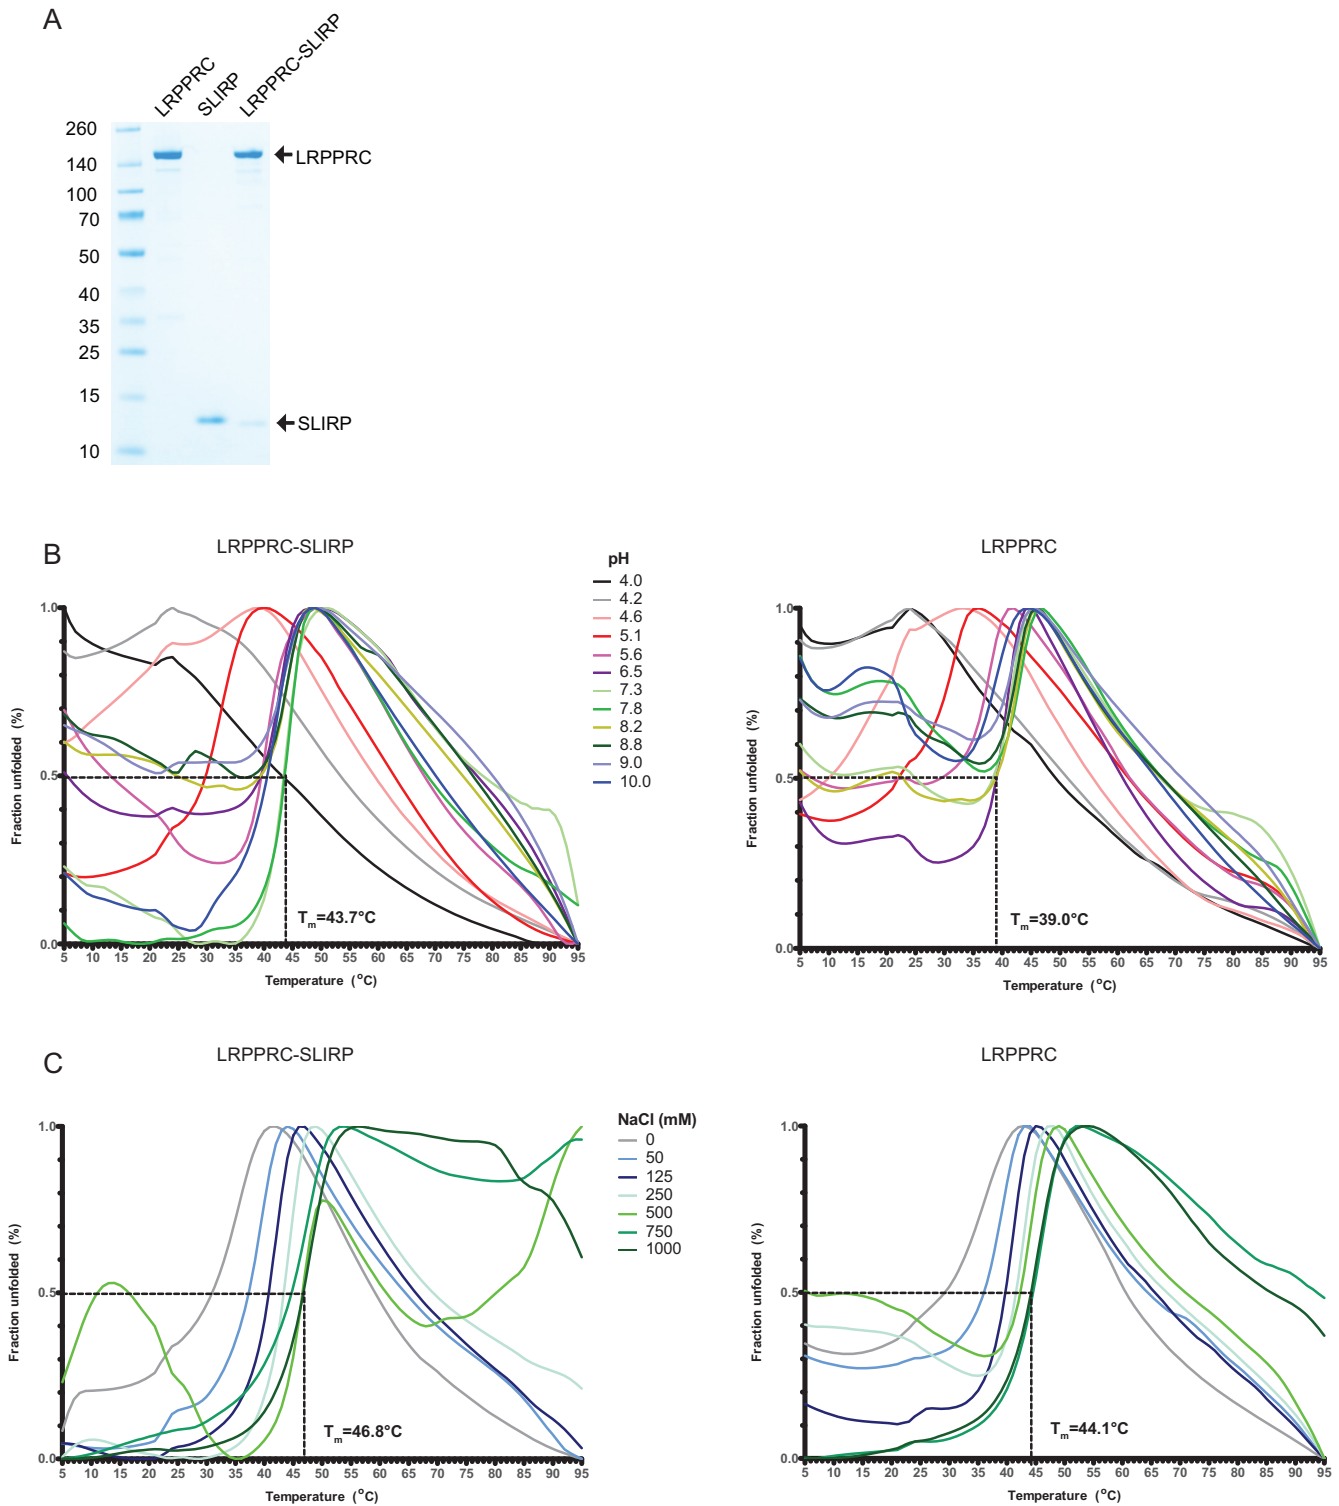 A
LRPPRC
SLIRP
LRPPRC-SLIRP
260
140
100
70
50
40
35
25
15
10
LRPPRC
SLIRP
B
LRPPRC-SLIRP
pH
4.0
4.2
4.6
5.1
5.6
6.5
7.3
7.8
8.2
8.8
9.0
10.0
LRPPRC
Fraction unfolded (%)
1.0
0.5
0.0
Tm=43.7°C
5 10 15 20 25 30 35 40 45 50 55 60 65 70 75 80 85 90 95
Temperature (°C)
Fraction unfolded (%)
1.0
0.5
0.0
Tm=39.0°C
5 10 15 20 25 30 35 40 45 50 55 60 65 70 75 80 85 90 95
Temperature (°C)
C
LRPPRC-SLIRP
NaCl (mM)
0
50
125
250
500
750
1000
LRPPRC
Fraction unfolded (%)
1.0
0.5
0.0
Tm=46.8°C
5 10 15 20 25 30 35 40 45 50 55 60 65 70 75 80 85 90 95
Temperature (°C)
Fraction unfolded (%)
1.0
0.5
0.0
Tm=44.1°C
5 10 15 20 25 30 35 40 45 50 55 60 65 70 75 80 85 90 95
Temperature (°C)